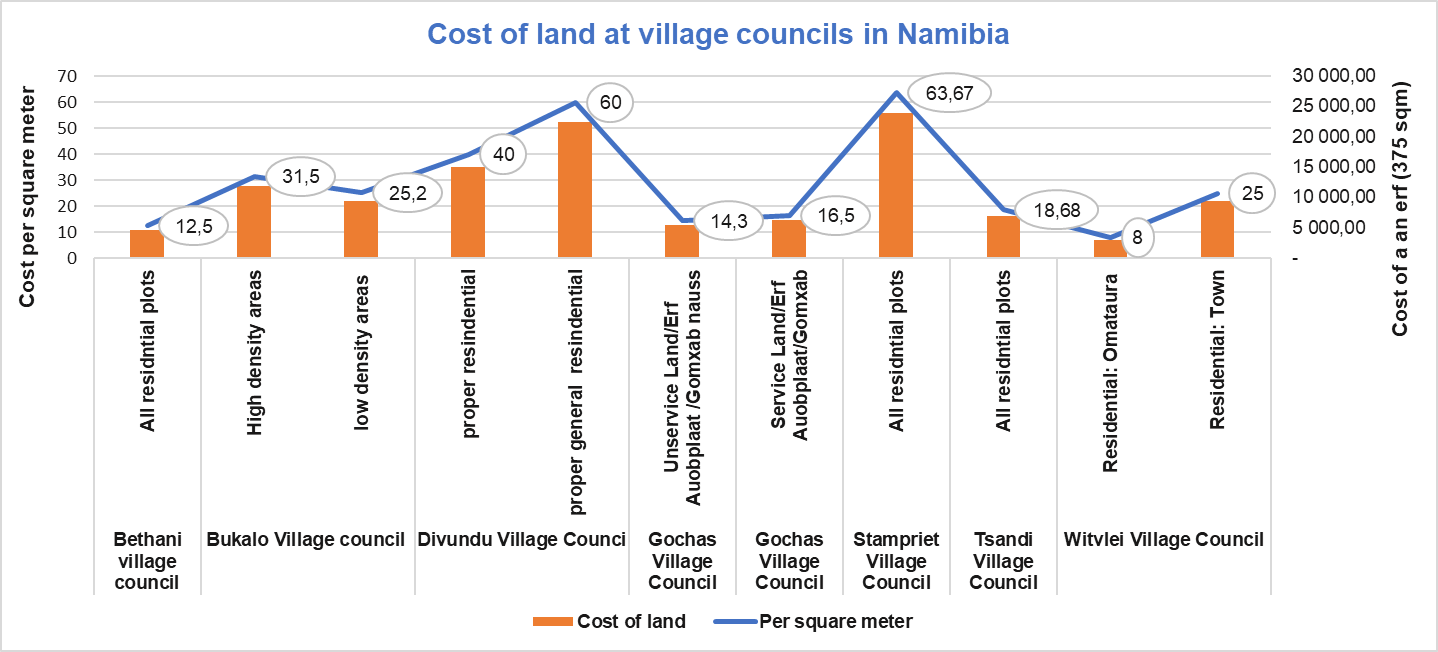 Cost of land at village councils in Namibia
Cost per square meter
70
60
50
40
30
20
10
0
12,5
31,5
25,2
40
60
14,3
16,5
63,67
18,68
8
25
30 000,00
25 000,00
20 000,00
15 000,00
10 000,00
5 000,00
-
Cost of a an erf (375 sqm)
All residntial plots
High density areas
low density areas
proper resindential
proper general resindential
Unservice Land/Erf
Auobplaat /Gomxab nauss
Service Land/Erf
Auobplaat/Gomxab
All residntial plots
All residntial plots
Residential: Omataura
Residential: Town
Bethani
village
council
Bukalo Village council
Divundu Village Counci
Gochas
Village
Council
Gochas
Village
Council
Stampriet
Village
Council
Tsandi
Village
Council
Witvlei Village Council
Cost of land
Per square meter